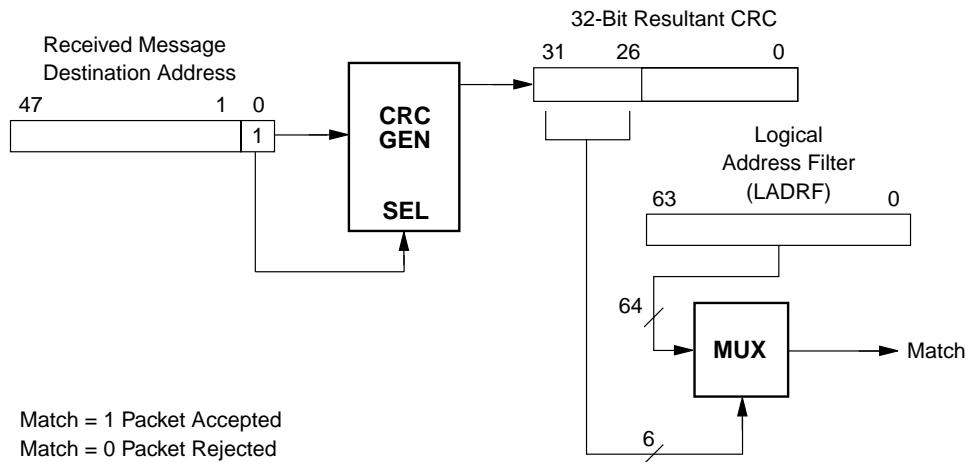 32-Bit Resultant CRC
Received Message
Destination Address
31 26 0
47 1 0
1
CRC
GEN
SEL
Logical
Address Filter
(LADRF)
63 0
64
MUX
Match
6
Match = 1 Packet Accepted
Match = 0 Packet Rejected